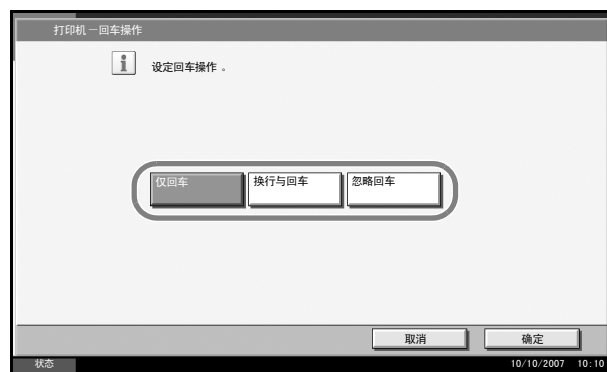 打印机－回车操作
i 设定回车操作 。
仅回车 换行与回车 忽略回车
取消 确定
状态 10/10/2007 10:10